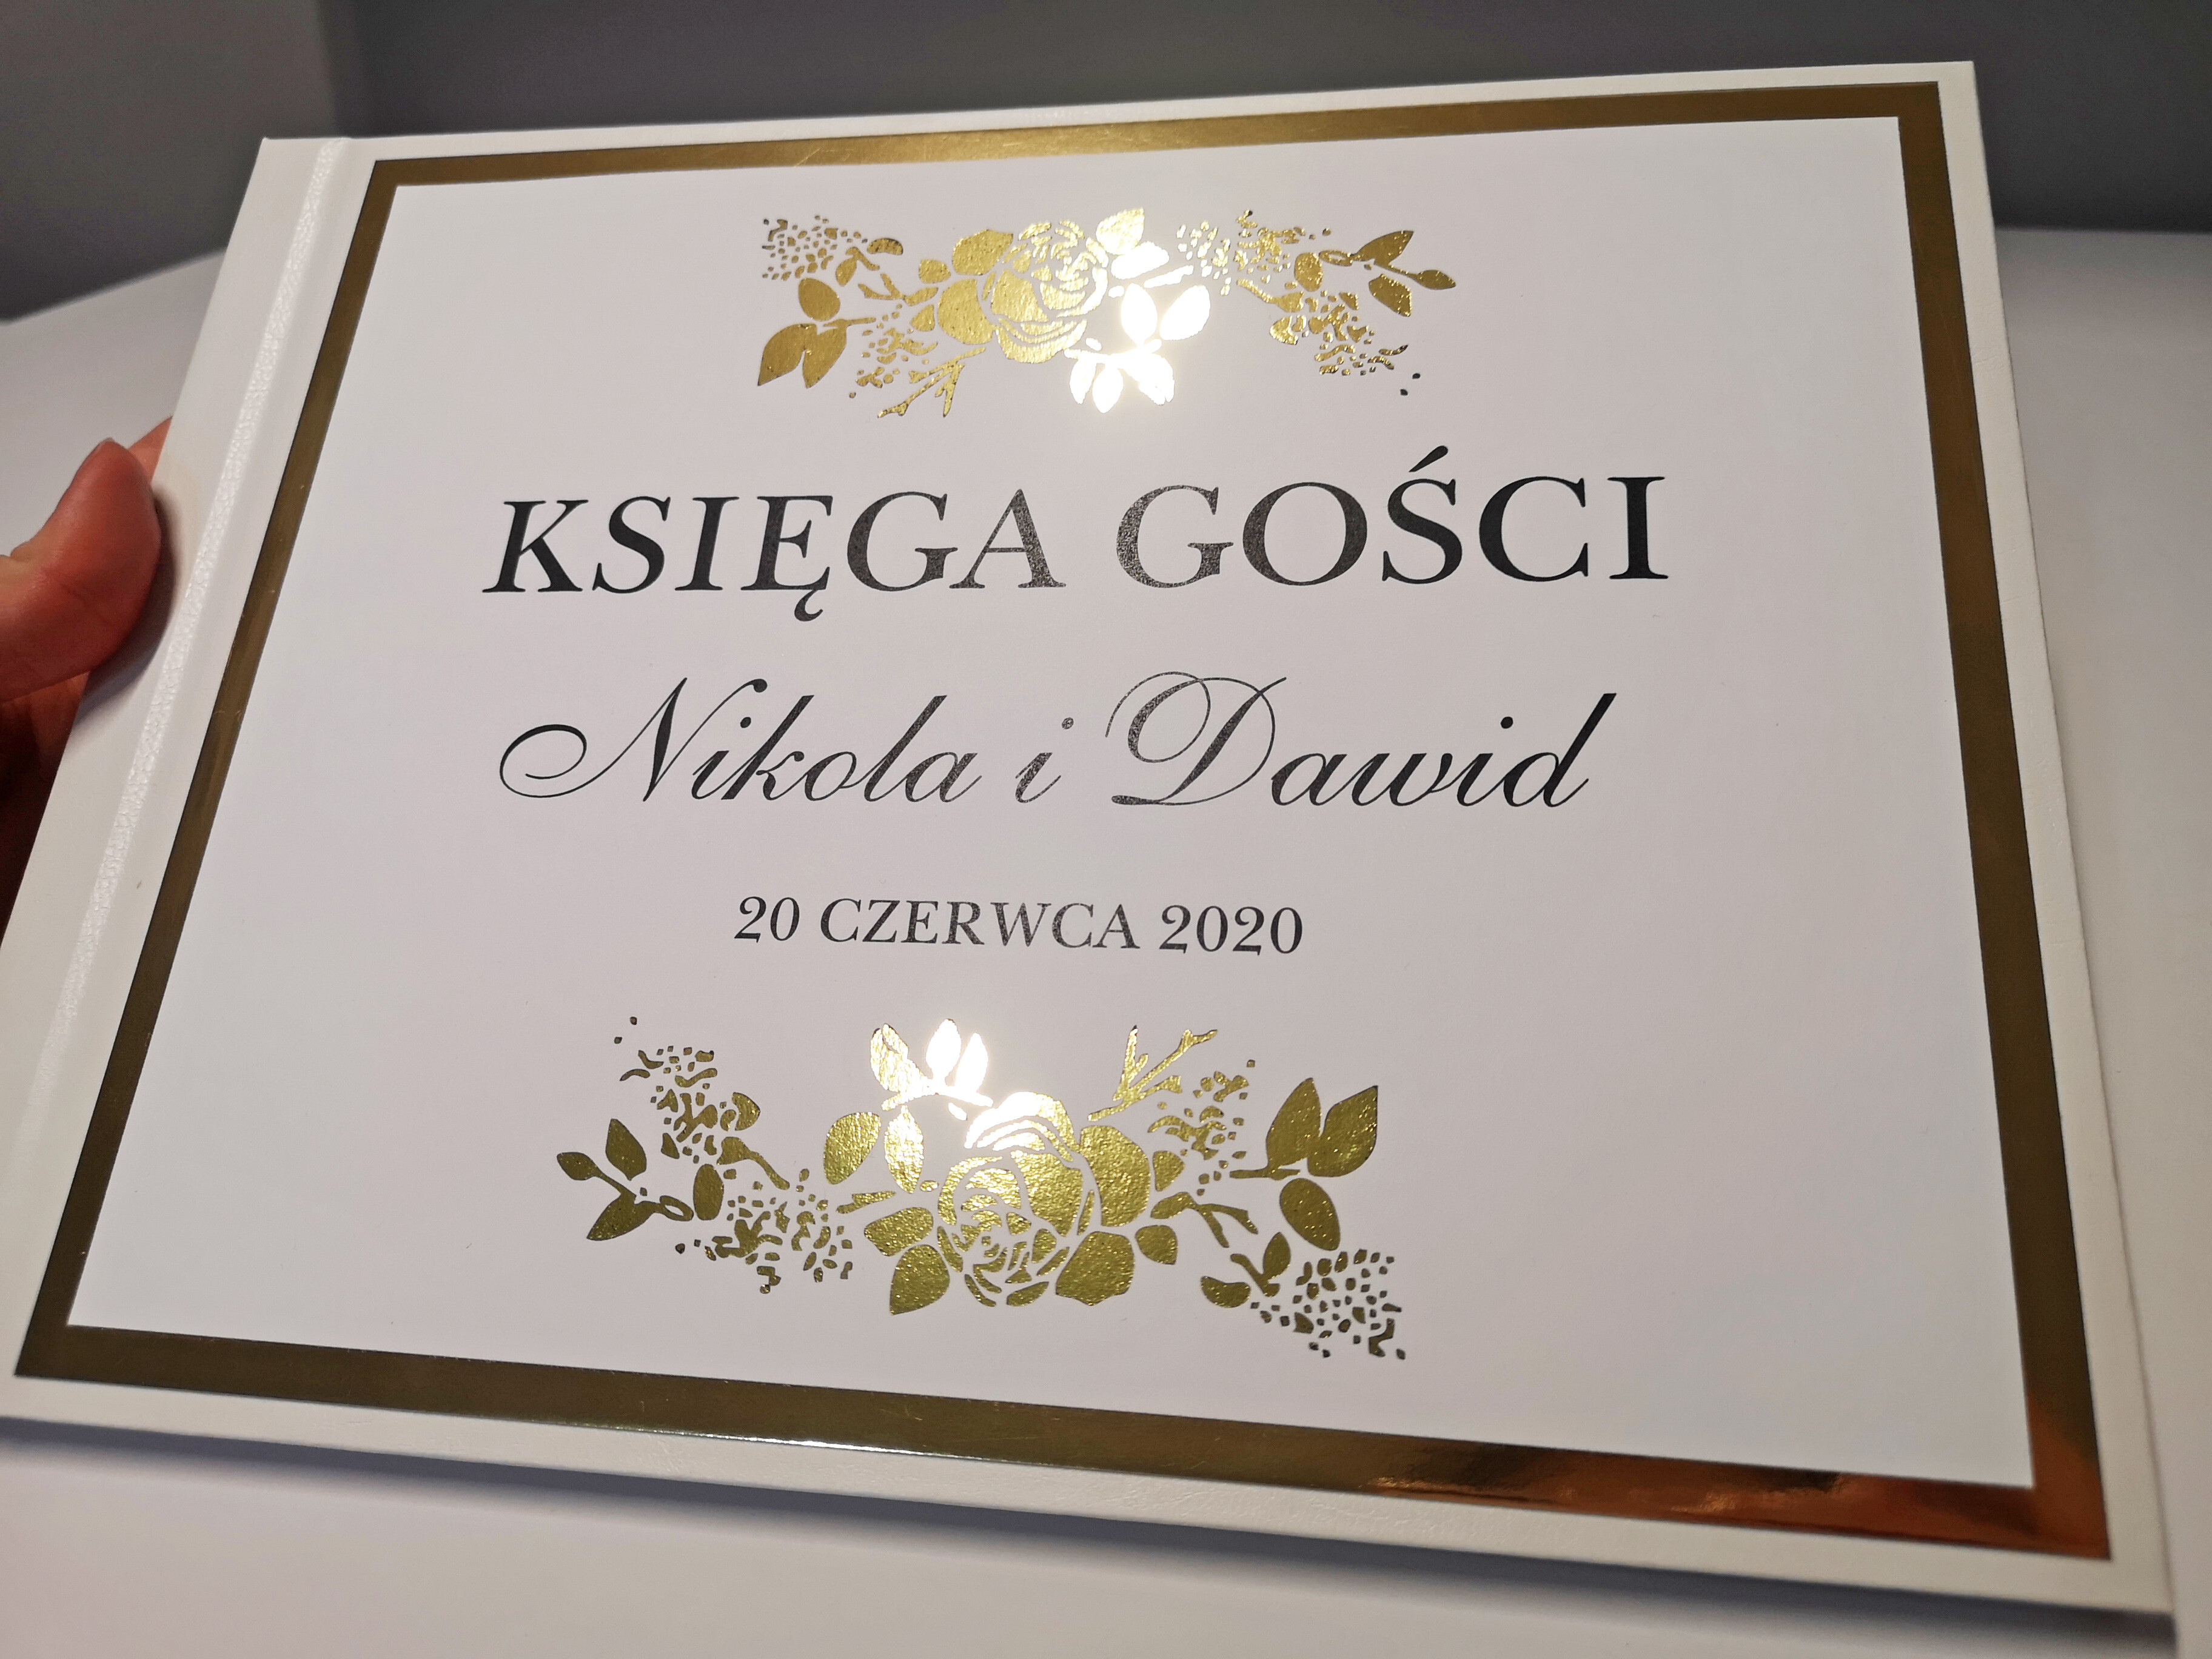 KSIĘGA GOŚCI
Nikola i Dawid
20 CZERWCA 2020